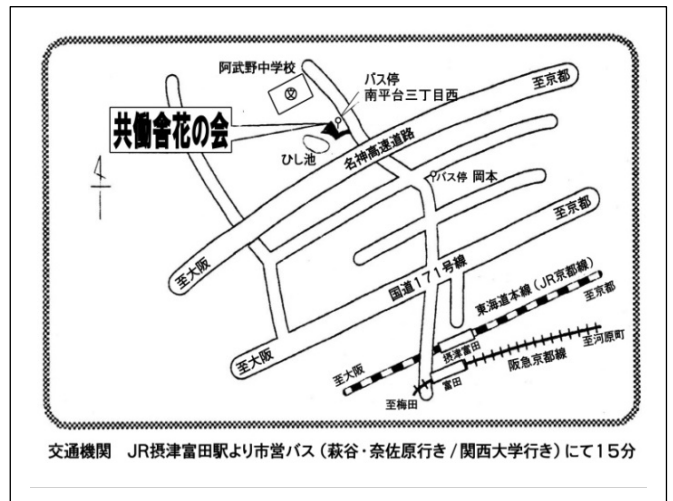 阿武野中学校
文
バス停
南平台三丁目西
至京都
共働舎花の会
ひし池
名神高速道路
バス停 岡本
至京都
至大阪
国道171号線
東海道本線(JR京都線)
至京都
至大阪
摂津富田
至河原町
至大阪
阪急京都線
富田
至梅田
交通機関 JR摂津富田駅より市営バス(萩谷・奈佐原行き/関西大学行き)にて15分